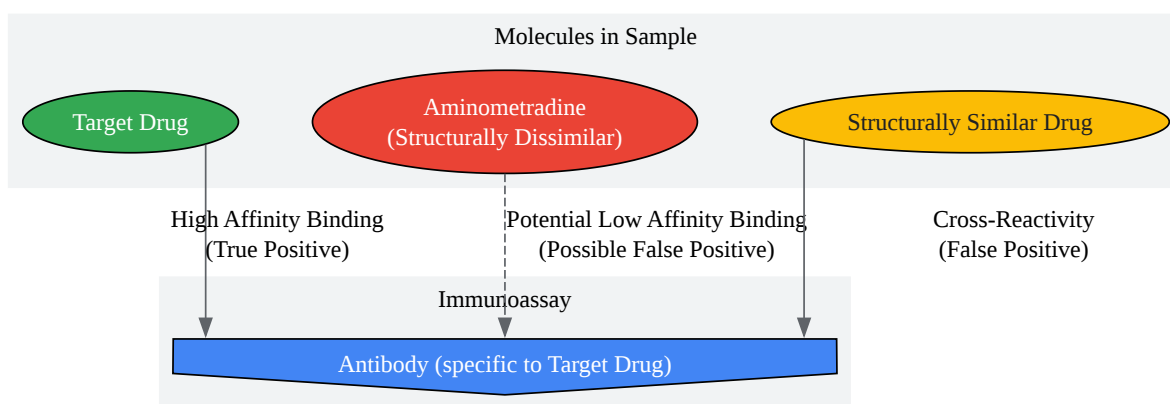 Molecules in Sample
Target Drug
Aminometradine
(Structurally Dissimilar)
Structurally Similar Drug
High Affinity Binding
(True Positive)
Potential Low Affinity Binding
(Possible False Positive)
Cross-Reactivity
(False Positive)
Immunoassay
Antibody (specific to Target Drug)